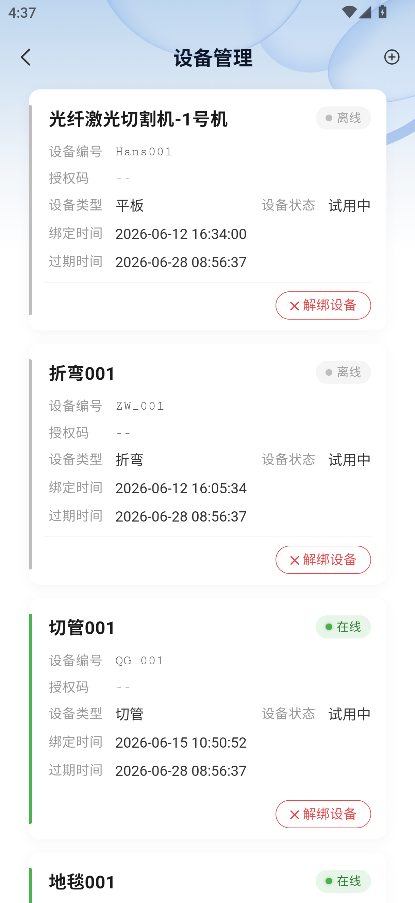 4:37
设备管理
光纤激光切割机-1号机 离线
设备编号 Hans001
授权码 --
设备类型 平板 设备状态 试用中
绑定时间 2026-06-12 16:34:00
过期时间 2026-06-28 08:56:37
解绑设备
折弯001 离线
设备编号 ZW_001
授权码 --
设备类型 折弯 设备状态 试用中
绑定时间 2026-06-12 16:05:34
过期时间 2026-06-28 08:56:37
解绑设备
切管001 在线
设备编号 QG_001
授权码 --
设备类型 切管 设备状态 试用中
绑定时间 2026-06-15 10:50:52
过期时间 2026-06-28 08:56:37
解绑设备
地毯001 在线